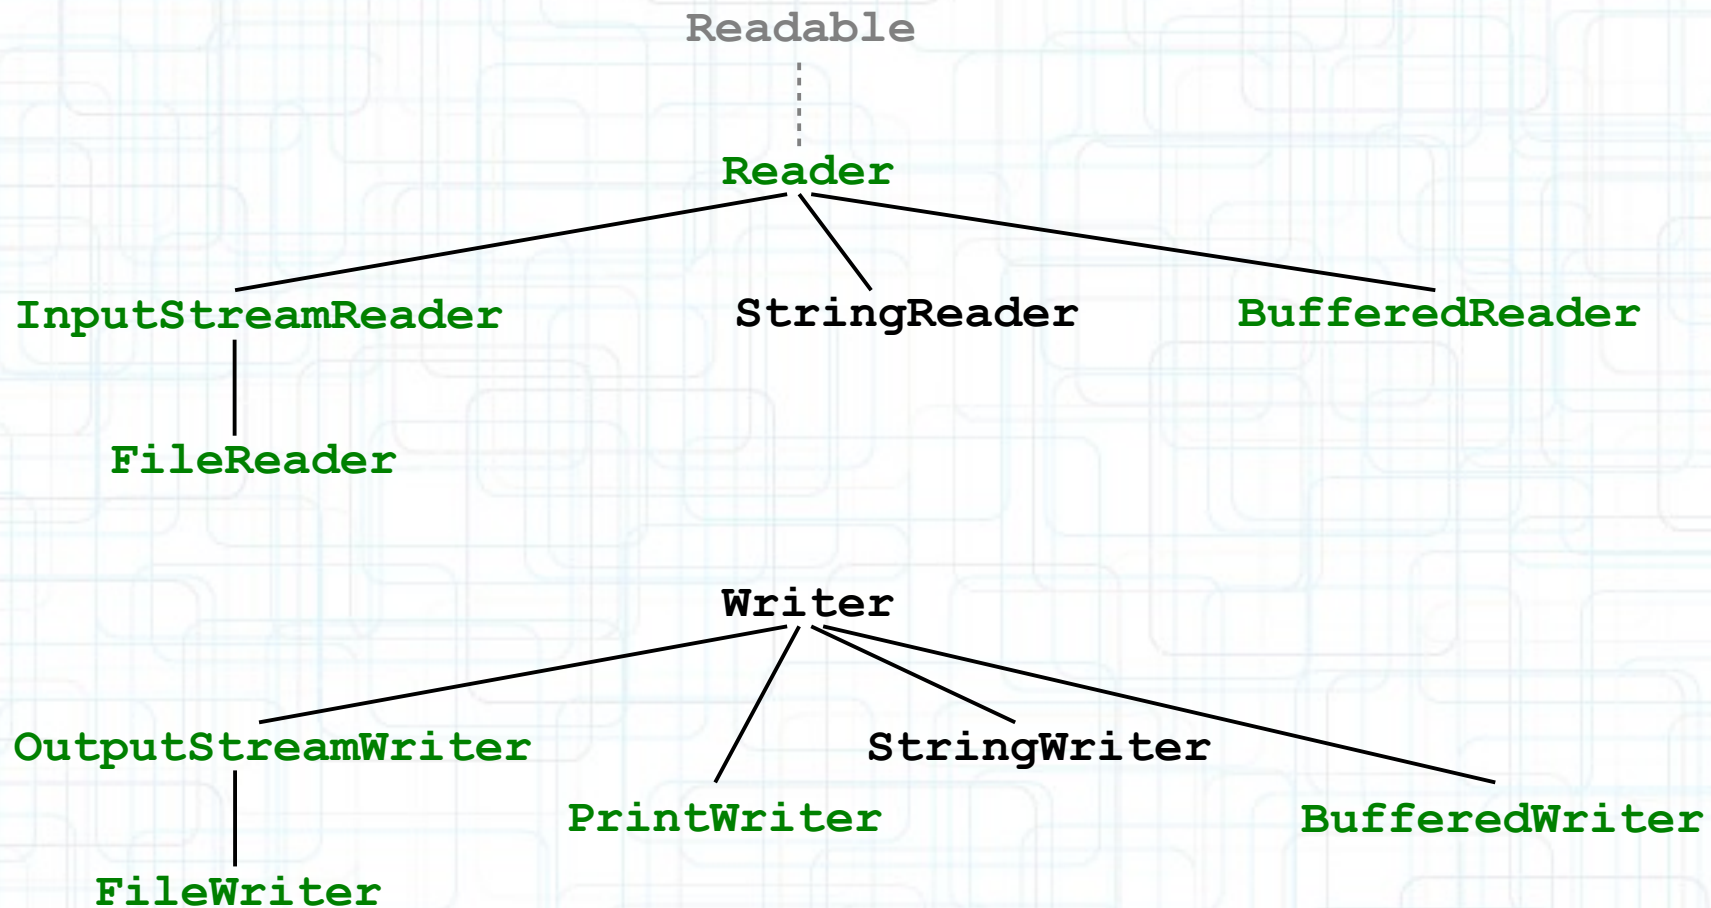 Readable
Reader
InputStreamReader
StringReader
BufferedReader
FileReader
Writer
OutputStreamWriter
StringWriter
PrintWriter
BufferedWriter
FileWriter